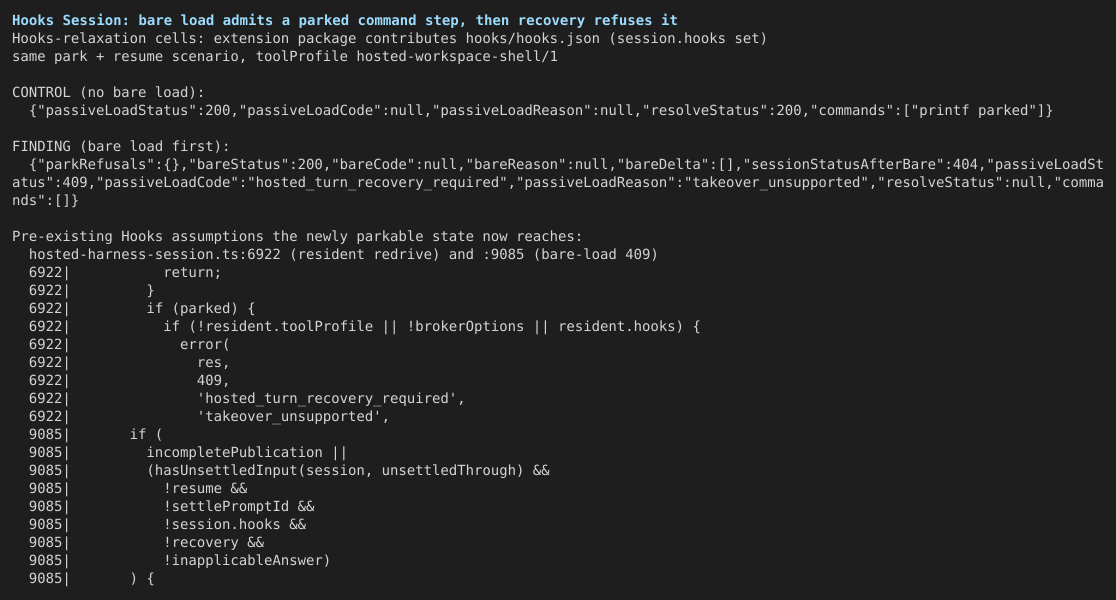 Hooks Session: bare load admits a parked command step, then recovery refuses it
Hooks-relaxation cells: extension package contributes hooks/hooks.json (session.hooks set)
same park + resume scenario, toolProfile hosted-workspace-shell/1

CONTROL (no bare load):
  {"passiveLoadStatus":200,"passiveLoadCode":null,"passiveLoadReason":null,"resolveStatus":200,"commands":["printf parked"]}

FINDING (bare load first):
  {"parkRefusals":{},"bareStatus":200,"bareCode":null,"bareReason":null,"bareDelta":[],"sessionStatusAfterBare":404,"passiveLoadSt
atus":409,"passiveLoadCode":"hosted_turn_recovery_required","passiveLoadReason":"takeover_unsupported","resolveStatus":null,"comma
nds":[]}

Pre-existing Hooks assumptions the newly parkable state now reaches:
  hosted-harness-session.ts:6922 (resident redrive) and :9085 (bare-load 409)
  6922|           return;
  6922|         }
  6922|         if (parked) {
  6922|           if (!resident.toolProfile || !brokerOptions || resident.hooks) {
  6922|             error(
  6922|               res,
  6922|               409,
  6922|               'hosted_turn_recovery_required',
  6922|               'takeover_unsupported',
  9085|       if (
  9085|         incompletePublication ||
  9085|         (hasUnsettledInput(session, unsettledThrough) &&
  9085|           !resume &&
  9085|           !settlePromptId &&
  9085|           !session.hooks &&
  9085|           !recovery &&
  9085|           !inapplicableAnswer)
  9085|       ) {